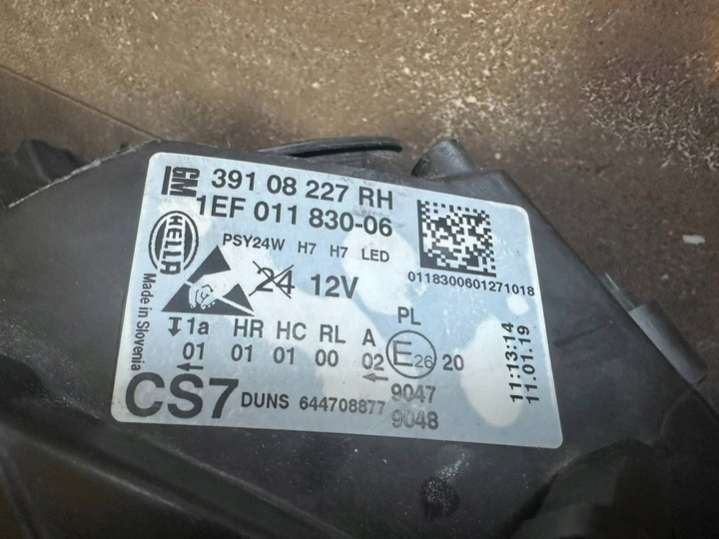 GM 391 08 227 RH
1EF 011 830-06
HELLA
PSY24W H7 H7 LED
24 12V
0118300601271018
Made in Slovenia
PL
1a HR HC RL A
01 01 01 00 02 E26 20
9047
9048
CS7 DUNS 644708877
11:13:14
11.01.19